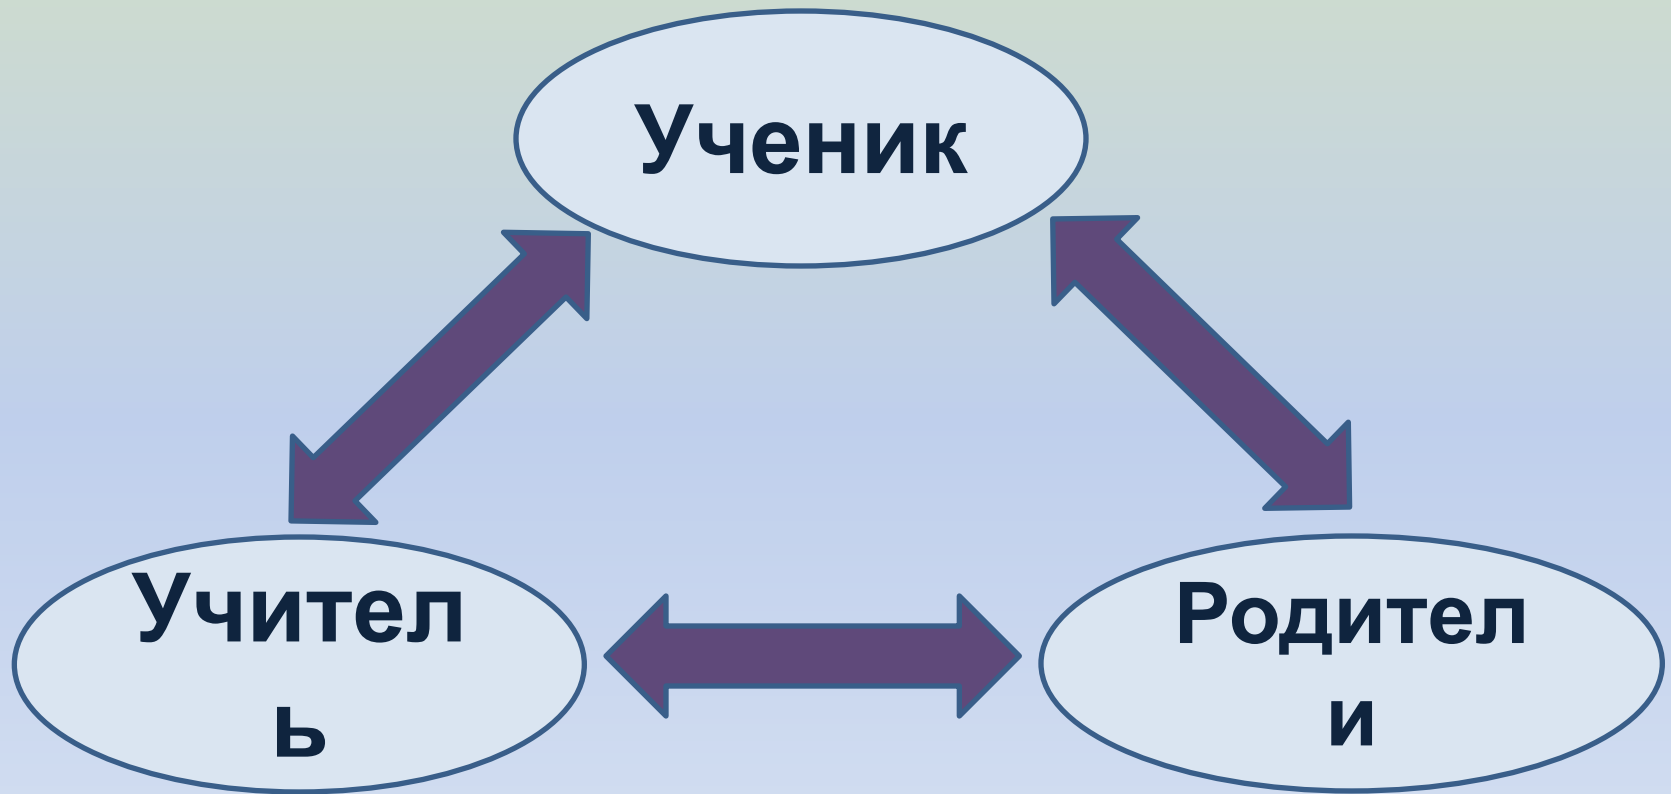 Ученик
Учител
ь
Родител
и